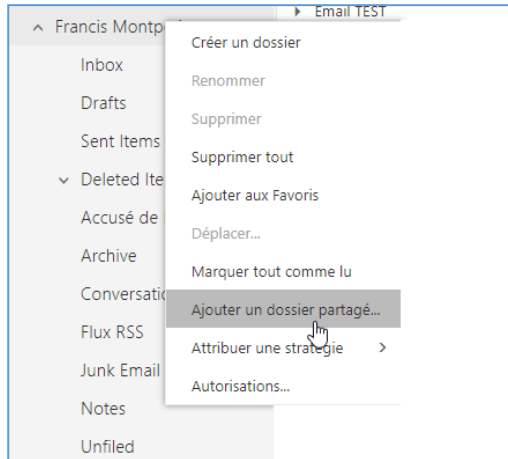 Email TEST
Francis Montp
Inbox
Drafts
Sent Items
Deleted Ite
Accusé de
Archive
Conversatio
Flux RSS
Junk Email
Notes
Unfiled
Créer un dossier
Renommer
Supprimer
Supprimer tout
Ajouter aux Favoris
Déplacer...
Marquer tout comme lu
Ajouter un dossier partagé...
Attribuer une stratégie
Autorisations...